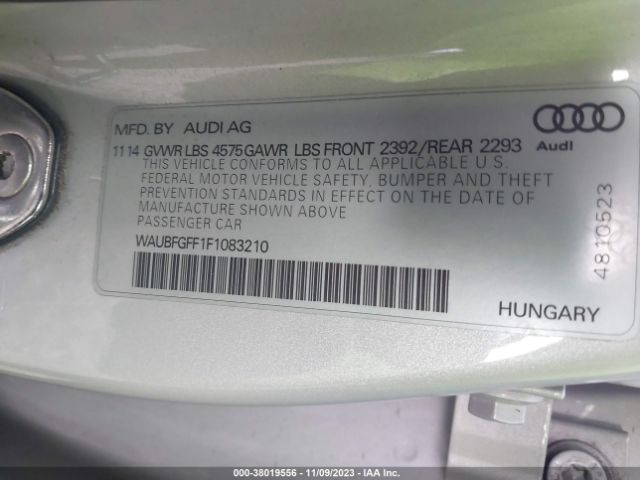 MFD. BY AUDI AG
Audi
1114 GVWR LBS 4575 GAWR LBS FRONT 2392/REAR 2293
THIS VEHICLE CONFORMS TO ALL APPLICABLE U S.
FEDERAL MOTOR VEHICLE SAFETY, BUMPER AND THEFT
PREVENTION STANDARDS IN EFFECT ON THE DATE OF
MANUFACTURE SHOWN ABOVE
PASSENGER CAR
WAUBFGFF1F1083210
4810523
HUNGARY
000-38019556 - 11/09/2023 - IAA Inc.